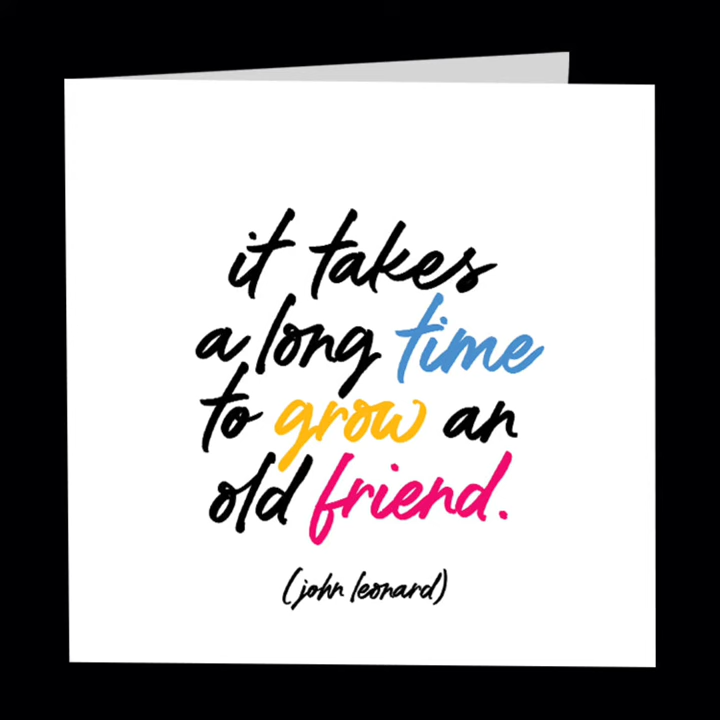 it takes
a long time
to grow an
old friend.
(john leonard)